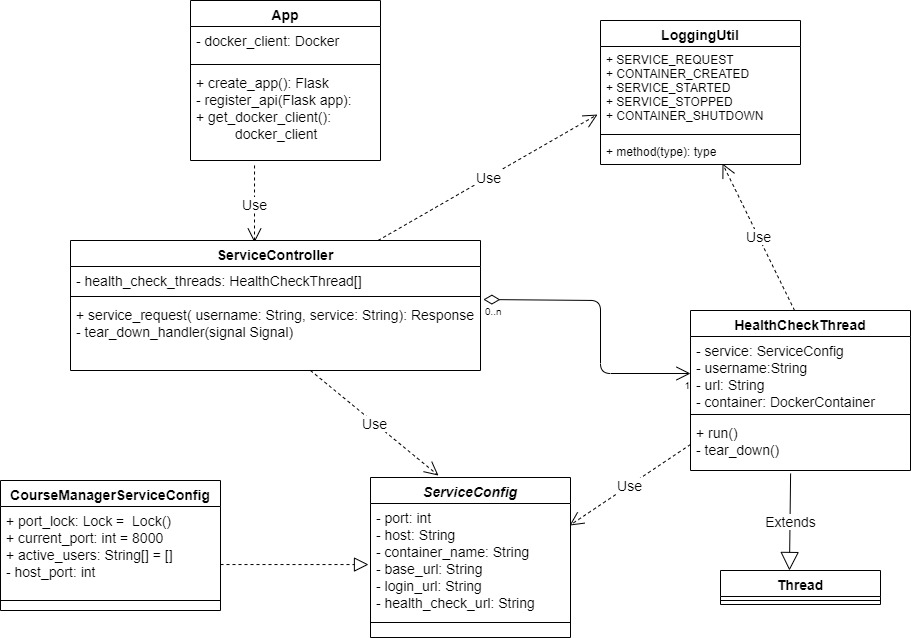 App
- docker_client: Docker
+ create_app(): Flask
- register_api(Flask app):
+ get_docker_client():
docker_client
LoggingUtil
+ SERVICE_REQUEST
+ CONTAINER_CREATED
+ SERVICE_STARTED
+ SERVICE_STOPPED
+ CONTAINER_SHUTDOWN
+ method(type): type
Use
Use
Use
ServiceController
- health_check_threads: HealthCheckThread[]
+ service_request( username: String, service: String): Response
- tear_down_handler(signal Signal)
0..n
1
HealthCheckThread
- service: ServiceConfig
- username:String
- url: String
- container: DockerContainer
+ run()
- tear_down()
Use
Use
Extends
CourseManagerServiceConfig
+ port_lock: Lock =  Lock()
+ current_port: int = 8000
+ active_users: String[] = []
- host_port: int
ServiceConfig
- port: int
- host: String
- container_name: String
- base_url: String
- login_url: String
- health_check_url: String
Thread